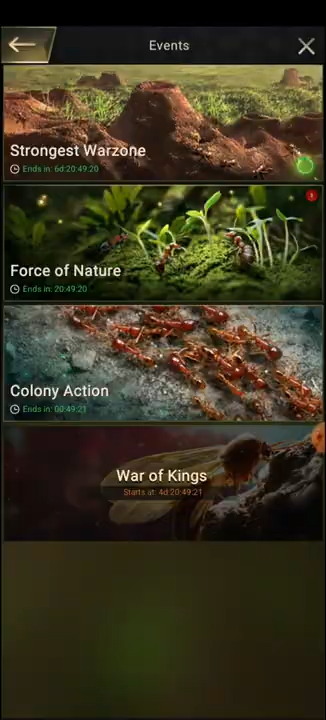 Events
Strongest Warzone
Ends in: 6d:20:49:20
Force of Nature
Ends in: 20:49:20
Colony Action
Ends in: 00:49:21
War of Kings
Starts at: 4d:20:49:21